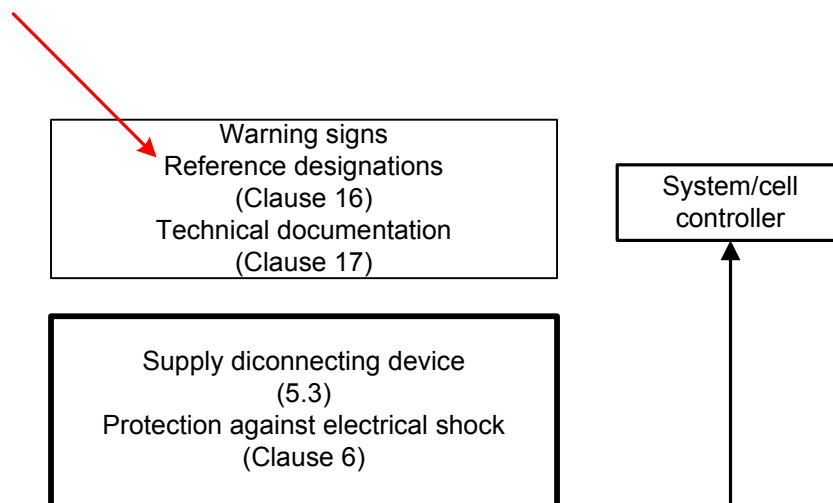 Warning signs
Reference designations
(Clause 16)
Technical documentation
(Clause 17)
System/cell
controller
Supply diconnecting device
(5.3)
Protection against electrical shock
(Clause 6)